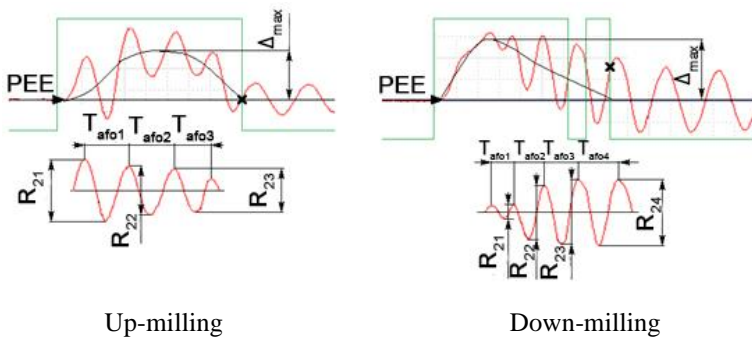 PEE
Δmax
Tafo1 Tafo2 Tafo3
R21
R22
R23
Up-milling
PEE
Δmax
Tafo1 Tafo2 Tafo3 Tafo4
R21
R22
R23
R24
Down-milling